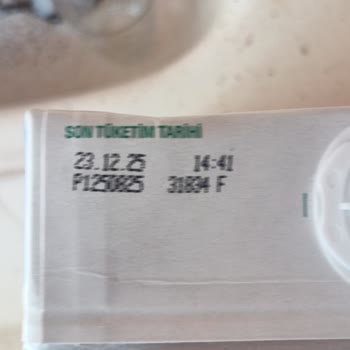 SON TÜKETİM TARİHİ
23.12.25 14:41
P1250825 31834 F